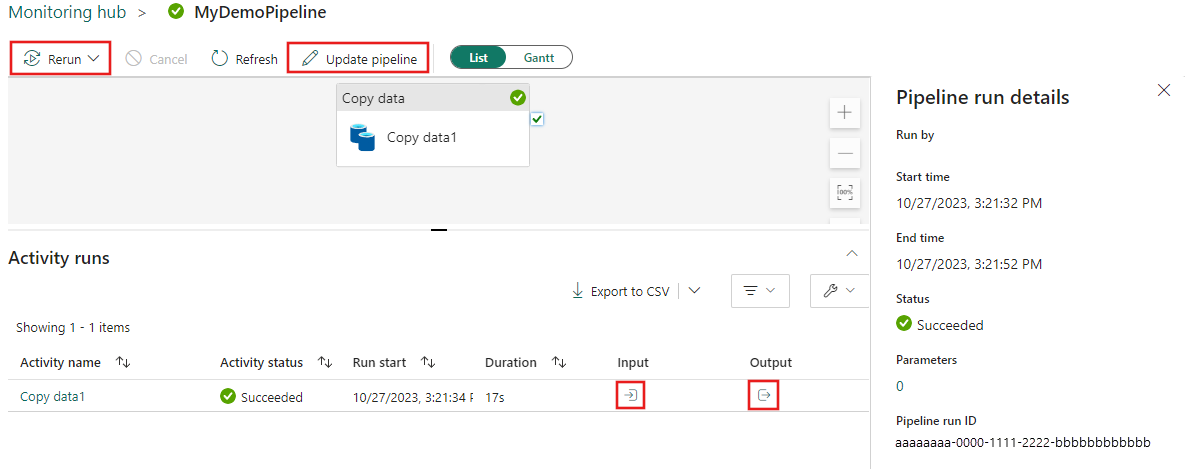 Monitoring hub > MyDemoPipeline
Rerun Cancel Refresh Update pipeline List Gantt
Copy data
Copy data1
100%
Pipeline run details
Run by
Start time
10/27/2023, 3:21:32 PM
End time
10/27/2023, 3:21:52 PM
Status
Succeeded
Parameters
0
Pipeline run ID
aaaaaaaa-0000-1111-2222-bbbbbbbbbbbb
Activity runs
Export to CSV
Showing 1 - 1 items
Activity name Activity status Run start Duration Input Output
Copy data1 Succeeded 10/27/2023, 3:21:34 P 17s